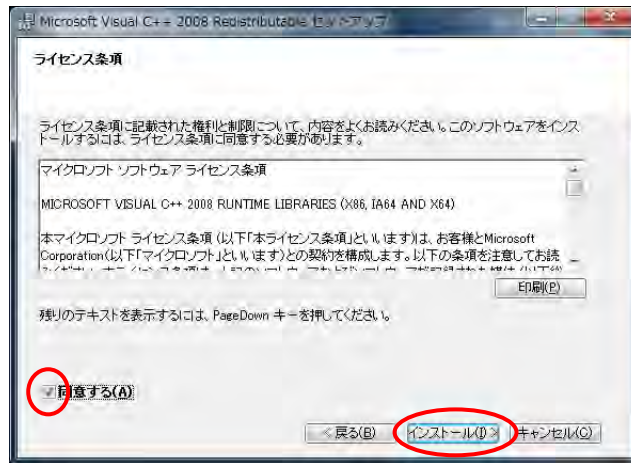 Microsoft Visual C++ 2008 Redistributable セットアップ
ライセンス条項
ライセンス条項に記載された権利と制限について、内容をよくお読みください。このソフトウェアをインス
トールするには、ライセンス条項に同意する必要があります。
マイクロソフト ソフトウェア ライセンス条項
MICROSOFT VISUAL C++ 2008 RUNTIME LIBRARIES (X86, IA64 AND X64)
本マイクロソフト ライセンス条項 (以下「本ライセンス条項」といいます)は、お客様とMicrosoft
Corporation(以下「マイクロソフト」といいます)との契約を構成します。以下の条項を注意してお読
印刷(P)
残りのテキストを表示するには、PageDown キーを押してください。
同意する(A)
< 戻る(B)
インストール(I) >
キャンセル(C)